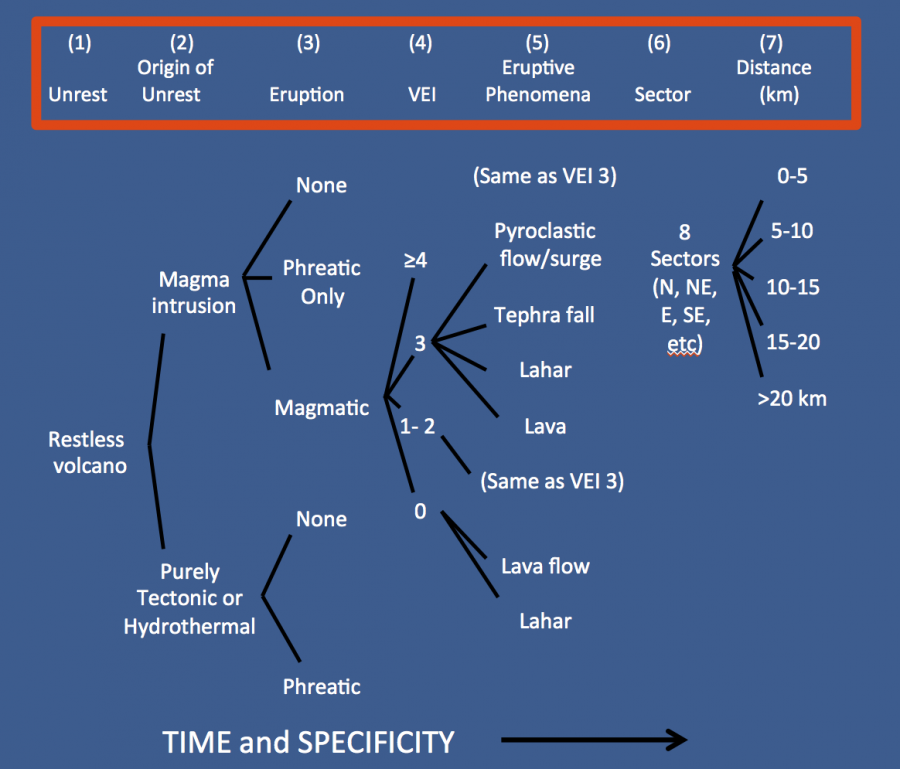 (1)
(2)
(3)
(4)
(5)
(6)
(7)
Origin of
Eruptive
Distance
Unrest
Unrest
Eruption
VEI
Phenomena
Sector
(km)
None
Phreatic
Only
Magma
intrusion
Magmatic
Restless
volcano
None
Purely
Tectonic or
Hydrothermal
Phreatic
≥4
3
1- 2
0
(Same as VEI 3)
Pyroclastic
flow/surge
Tephra fall
Lahar
Lava
(Same as VEI 3)
Lava flow
Lahar
8
Sectors
(N, NE,
E, SE,
etc)
0-5
5-10
10-15
15-20
>20 km
TIME and SPECIFICITY